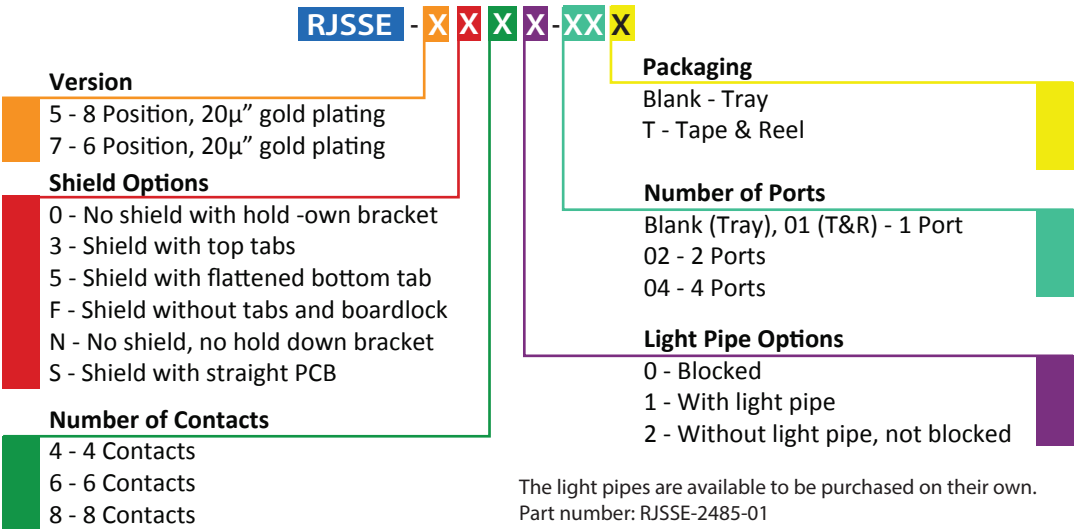 RJSSE - X X X X - XX X
Version
5 - 8 Position, 20µ” gold plating
7 - 6 Position, 20µ” gold plating
Shield Options
0 - No shield with hold -own bracket
3 - Shield with top tabs
5 - Shield with flattened bottom tab
F - Shield without tabs and boardlock
N - No shield, no hold down bracket
S - Shield with straight PCB
Number of Contacts
4 - 4 Contacts
6 - 6 Contacts
8 - 8 Contacts
Packaging
Blank - Tray
T - Tape & Reel
Number of Ports
Blank (Tray), 01 (T&R) - 1 Port
02 - 2 Ports
04 - 4 Ports
Light Pipe Options
0 - Blocked
1 - With light pipe
2 - Without light pipe, not blocked
The light pipes are available to be purchased on their own.
Part number: RJSSE-2485-01